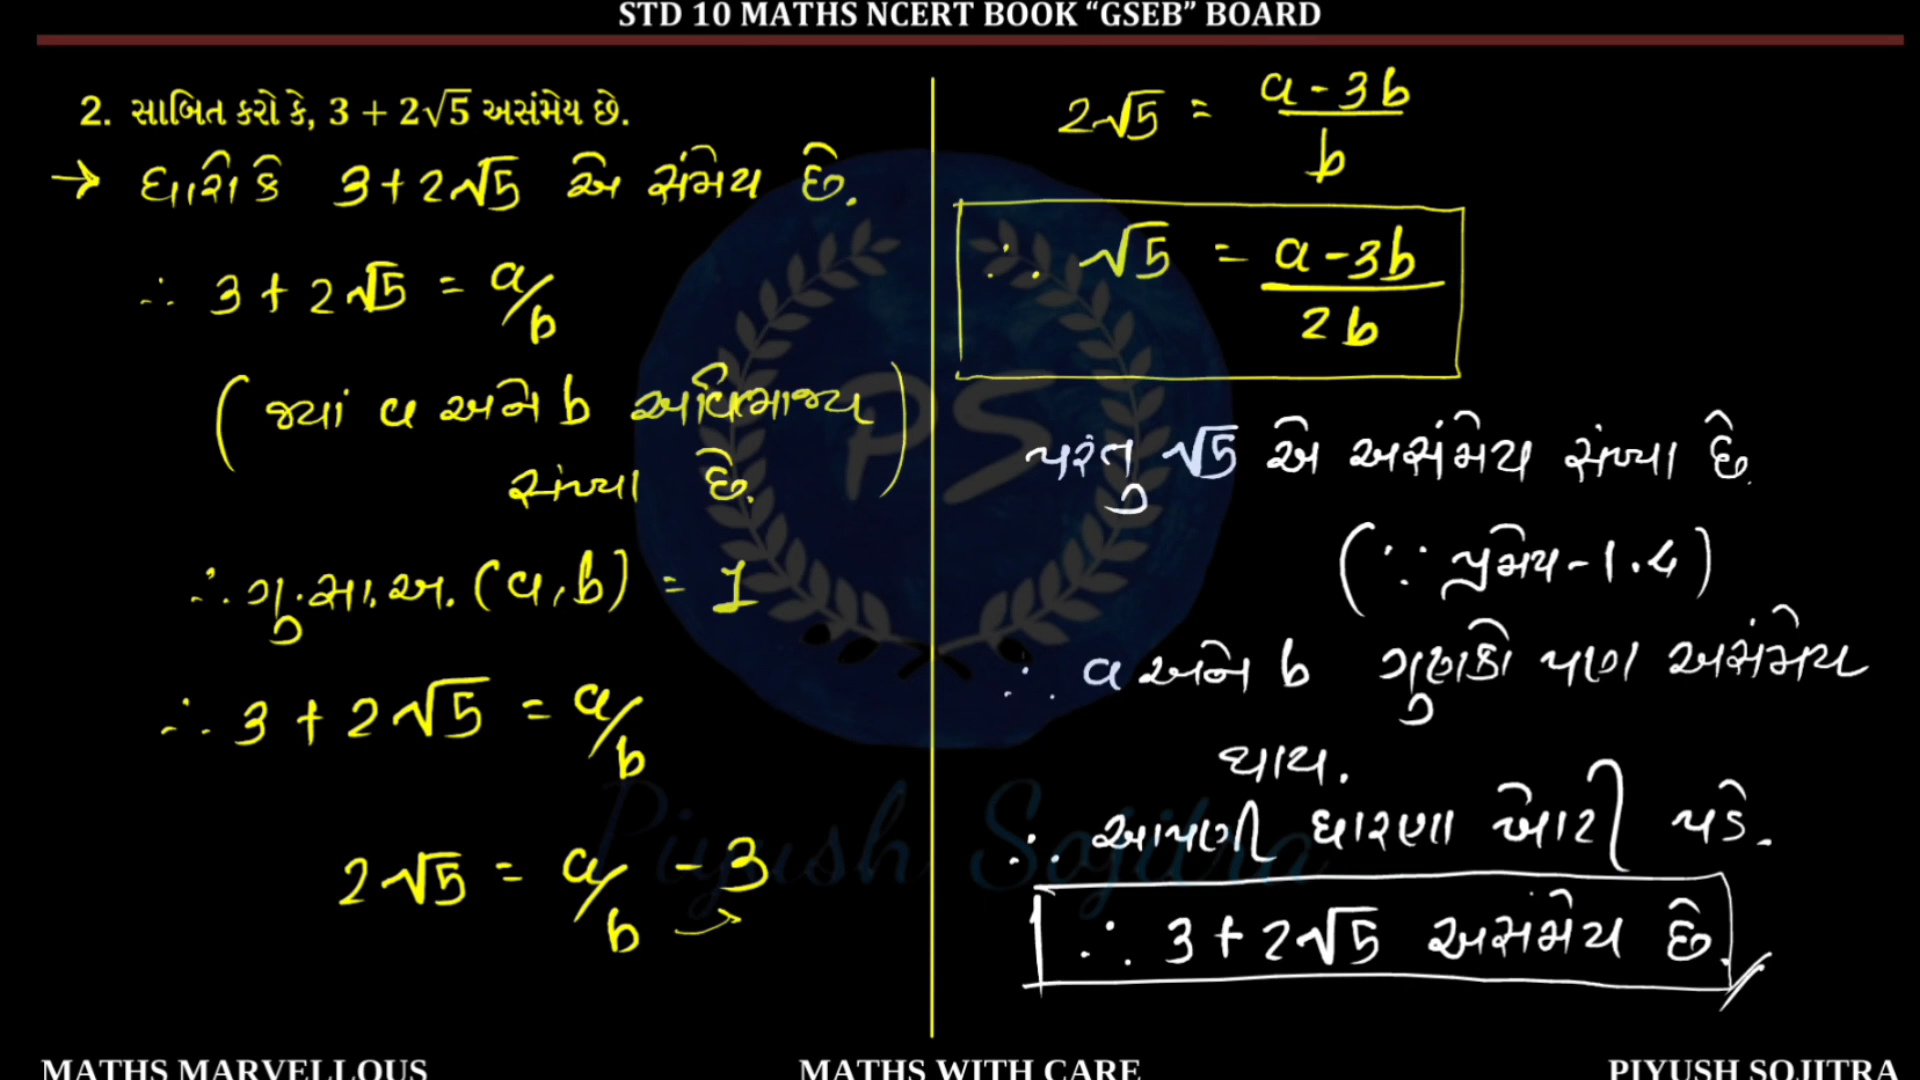 STD 10 MATHS NCERT BOOK “GSEB” BOARD
2. સાબિત કરો કે, 3 + 2√5 અસંમેય છે.
→ ધારો કે 3+2√5 એ સંમેય છે.
∴ 3 + 2√5 = a/b
(જ્યાં a અને b અવિભાજ્ય
સંખ્યા છે.)
∴ ગુ.સા.અ. (a, b) = 1
∴ 3 + 2√5 = a/b
2√5 = a/b - 3
2√5 = (a - 3b)/b
∴ √5 = (a - 3b)/2b
પરંતુ √5 એ અસંમેય સંખ્યા છે.
(∵ પ્રમેય - 1.4)
∴ a અને b ગુણકો પણ અસંમેય
થાય.
∴ આપણી ધારણા ખોટી પડે.
∴ 3 + 2√5 અસંમેય છે.
PS
Piyush Sojitra
MATHS MARVELLOUS
MATHS WITH CARE
PIYUSH SOJITRA